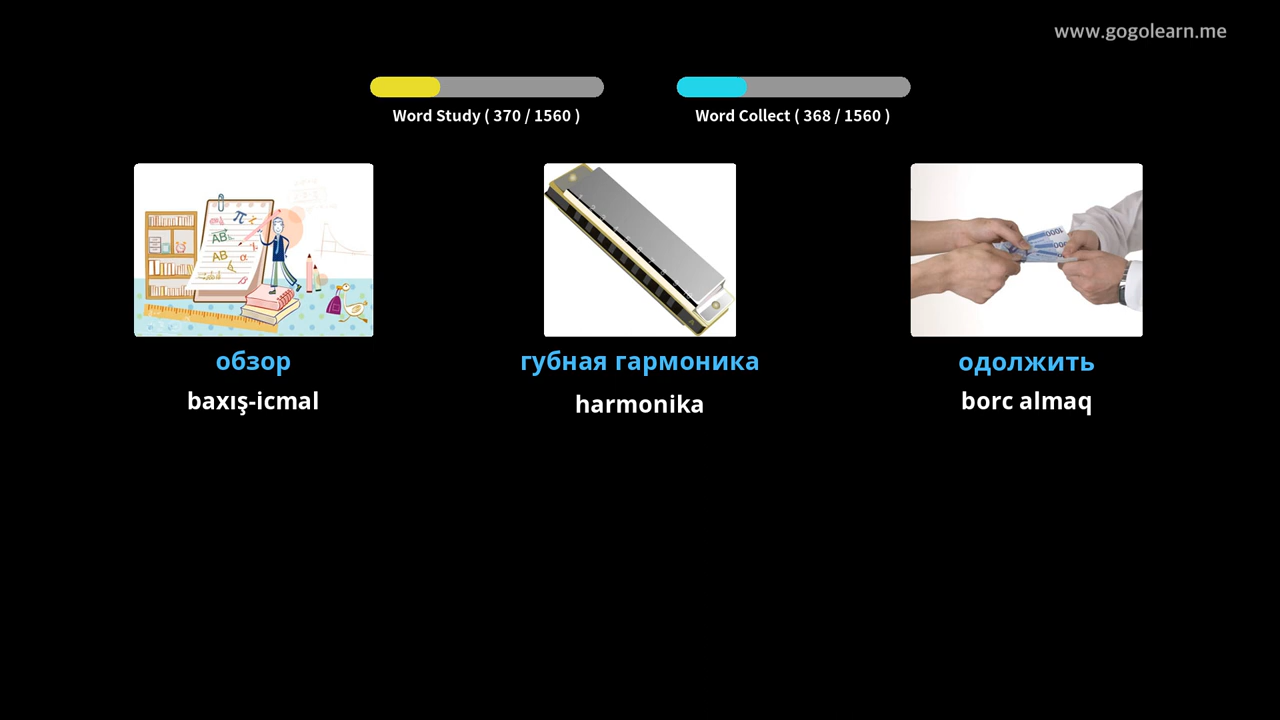 www.gogolearn.me
Word Study ( 370 / 1560 )
Word Collect ( 368 / 1560 )
обзор
губная гармоника
одолжить
baxış-icmal
harmonika
borc almaq